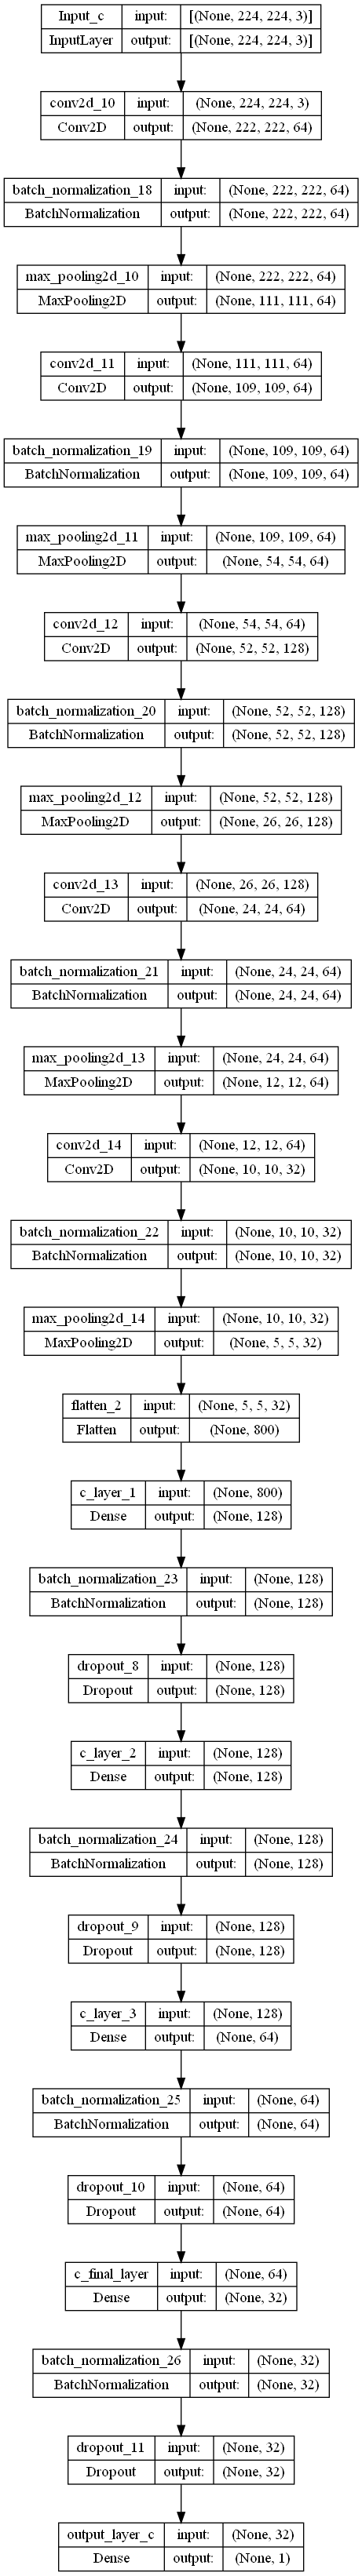 Input_c input: [(None, 224, 224, 3)]
InputLayer output: [(None, 224, 224, 3)]
conv2d_10 input: (None, 224, 224, 3)
Conv2D output: (None, 222, 222, 64)
batch_normalization_18 input: (None, 222, 222, 64)
BatchNormalization output: (None, 222, 222, 64)
max_pooling2d_10 input: (None, 222, 222, 64)
MaxPooling2D output: (None, 111, 111, 64)
conv2d_11 input: (None, 111, 111, 64)
Conv2D output: (None, 109, 109, 64)
batch_normalization_19 input: (None, 109, 109, 64)
BatchNormalization output: (None, 109, 109, 64)
max_pooling2d_11 input: (None, 109, 109, 64)
MaxPooling2D output: (None, 54, 54, 64)
conv2d_12 input: (None, 54, 54, 64)
Conv2D output: (None, 52, 52, 128)
batch_normalization_20 input: (None, 52, 52, 128)
BatchNormalization output: (None, 52, 52, 128)
max_pooling2d_12 input: (None, 52, 52, 128)
MaxPooling2D output: (None, 26, 26, 128)
conv2d_13 input: (None, 26, 26, 128)
Conv2D output: (None, 24, 24, 64)
batch_normalization_21 input: (None, 24, 24, 64)
BatchNormalization output: (None, 24, 24, 64)
max_pooling2d_13 input: (None, 24, 24, 64)
MaxPooling2D output: (None, 12, 12, 64)
conv2d_14 input: (None, 12, 12, 64)
Conv2D output: (None, 10, 10, 32)
batch_normalization_22 input: (None, 10, 10, 32)
BatchNormalization output: (None, 10, 10, 32)
max_pooling2d_14 input: (None, 10, 10, 32)
MaxPooling2D output: (None, 5, 5, 32)
flatten_2 input: (None, 5, 5, 32)
Flatten output: (None, 800)
c_layer_1 input: (None, 800)
Dense output: (None, 128)
batch_normalization_23 input: (None, 128)
BatchNormalization output: (None, 128)
dropout_8 input: (None, 128)
Dropout output: (None, 128)
c_layer_2 input: (None, 128)
Dense output: (None, 128)
batch_normalization_24 input: (None, 128)
BatchNormalization output: (None, 128)
dropout_9 input: (None, 128)
Dropout output: (None, 128)
c_layer_3 input: (None, 128)
Dense output: (None, 64)
batch_normalization_25 input: (None, 64)
BatchNormalization output: (None, 64)
dropout_10 input: (None, 64)
Dropout output: (None, 64)
c_final_layer input: (None, 64)
Dense output: (None, 32)
batch_normalization_26 input: (None, 32)
BatchNormalization output: (None, 32)
dropout_11 input: (None, 32)
Dropout output: (None, 32)
output_layer_c input: (None, 32)
Dense output: (None, 1)